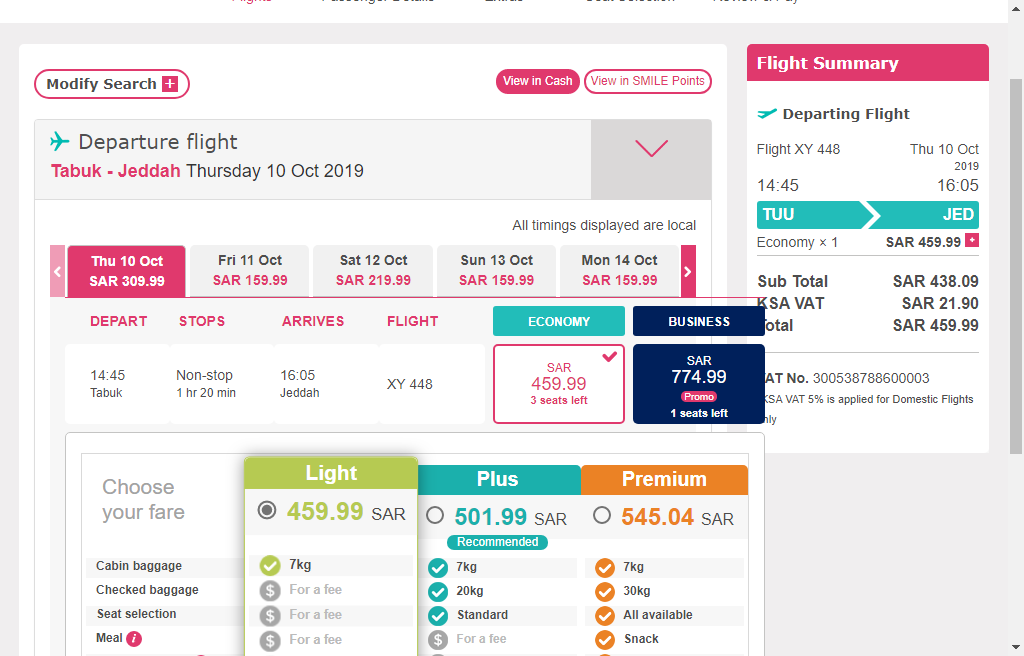 Flights Passenger Details Extras Seat Selection Review & Pay
Modify Search
View in Cash
View in SMILE Points
Departure flight
Tabuk - Jeddah Thursday 10 Oct 2019
All timings displayed are local
Thu 10 Oct
SAR 309.99
Fri 11 Oct
SAR 159.99
Sat 12 Oct
SAR 219.99
Sun 13 Oct
SAR 159.99
Mon 14 Oct
SAR 159.99
DEPART STOPS ARRIVES FLIGHT ECONOMY BUSINESS
14:45
Tabuk
Non-stop
1 hr 20 min
16:05
Jeddah
XY 448
SAR
459.99
3 seats left
SAR
774.99
Promo
1 seats left
Choose
your fare
Light
459.99 SAR
Plus
501.99 SAR
Recommended
Premium
545.04 SAR
Cabin baggage 7kg 7kg 7kg
Checked baggage For a fee 20kg 30kg
Seat selection For a fee Standard All available
Meal i For a fee For a fee Snack
Flight Summary
Departing Flight
Flight XY 448 Thu 10 Oct
2019
14:45 16:05
TUU JED
Economy × 1 SAR 459.99 +
Sub Total SAR 438.09
KSA VAT SAR 21.90
otal SAR 459.99
AT No. 300538788600003
KSA VAT 5% is applied for Domestic Flights
nly